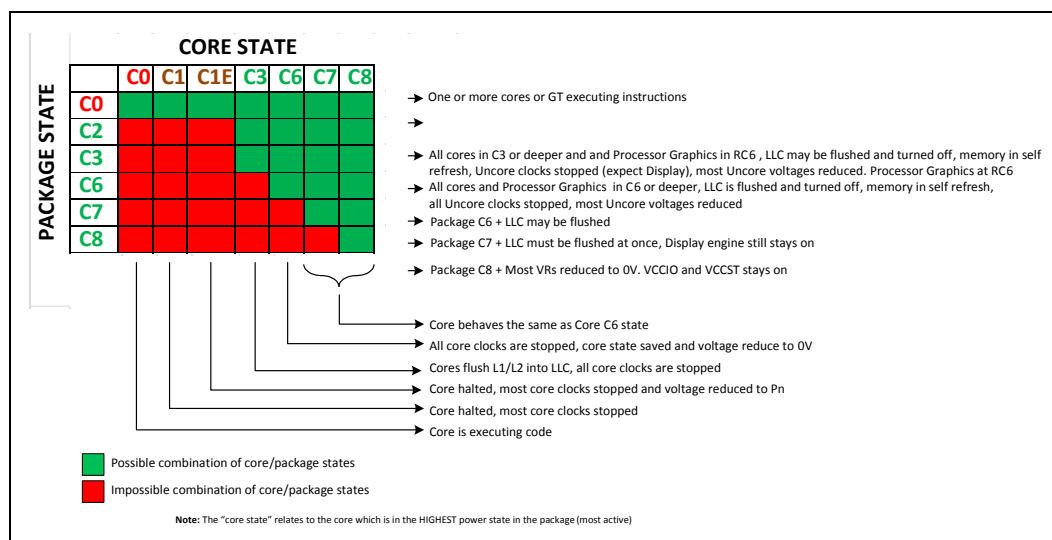 CORE STATE
PACKAGE STATE
C0 C1 C1E C3 C6 C7 C8
C0
C2
C3
C6
C7
C8
One or more cores or GT executing instructions
All cores in C3 or deeper and and Processor Graphics in RC6 , LLC may be flushed and turned off, memory in self
refresh, Uncore clocks stopped (expect Display), most Uncore voltages reduced. Processor Graphics at RC6
All cores and Processor Graphics in C6 or deeper, LLC is flushed and turned off, memory in self refresh,
all Uncore clocks stopped, most Uncore voltages reduced
Package C6 + LLC may be flushed
Package C7 + LLC must be flushed at once, Display engine still stays on
Package C8 + Most VRs reduced to 0V. VCCIO and VCCST stays on
Core behaves the same as Core C6 state
All core clocks are stopped, core state saved and voltage reduce to 0V
Cores flush L1/L2 into LLC, all core clocks are stopped
Core halted, most core clocks stopped and voltage reduced to Pn
Core halted, most core clocks stopped
Core is executing code
Possible combination of core/package states
Impossible combination of core/package states
Note: The “core state” relates to the core which is in the HIGHEST power state in the package (most active)